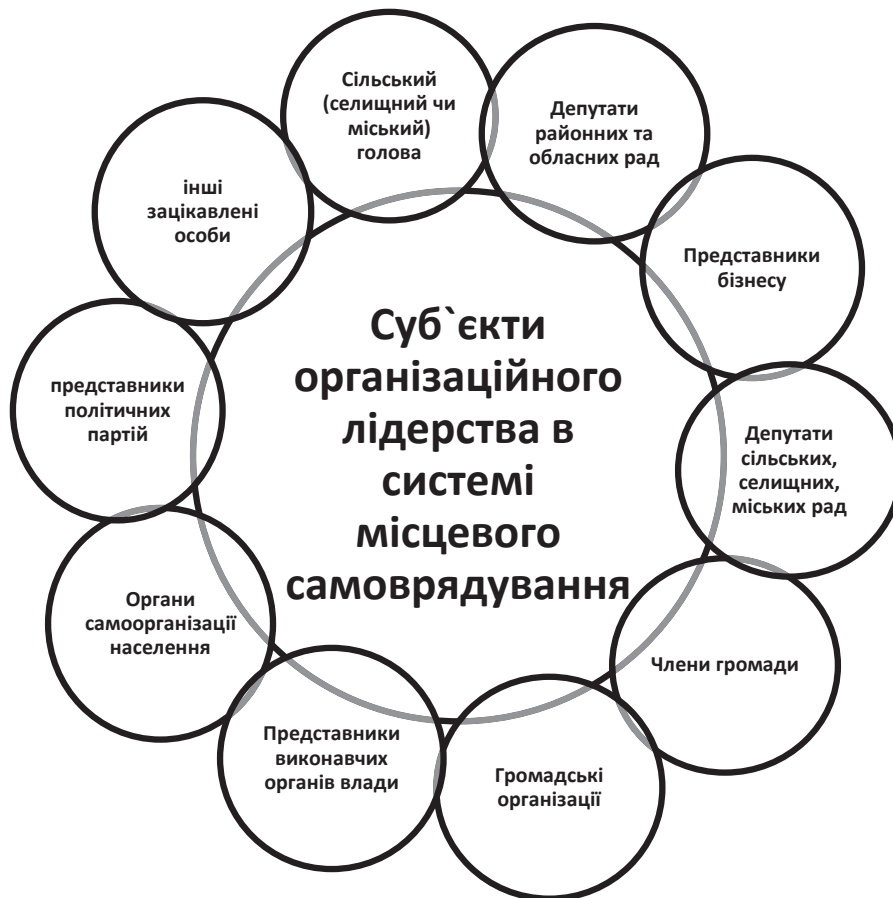 Сільський
(селищний чи
міський)
голова
Депутати
районних та
обласних рад
Представники
бізнесу
Депутати
сільських,
селищних,
міських рад
Члени громади
Громадські
організації
Представники
виконавчих
органів влади
Органи
самоорганізації
населення
представники
політичних
партій
інші
зацікавлені
особи
Суб`єкти
організаційного
лідерства в
системі
місцевого
самоврядування